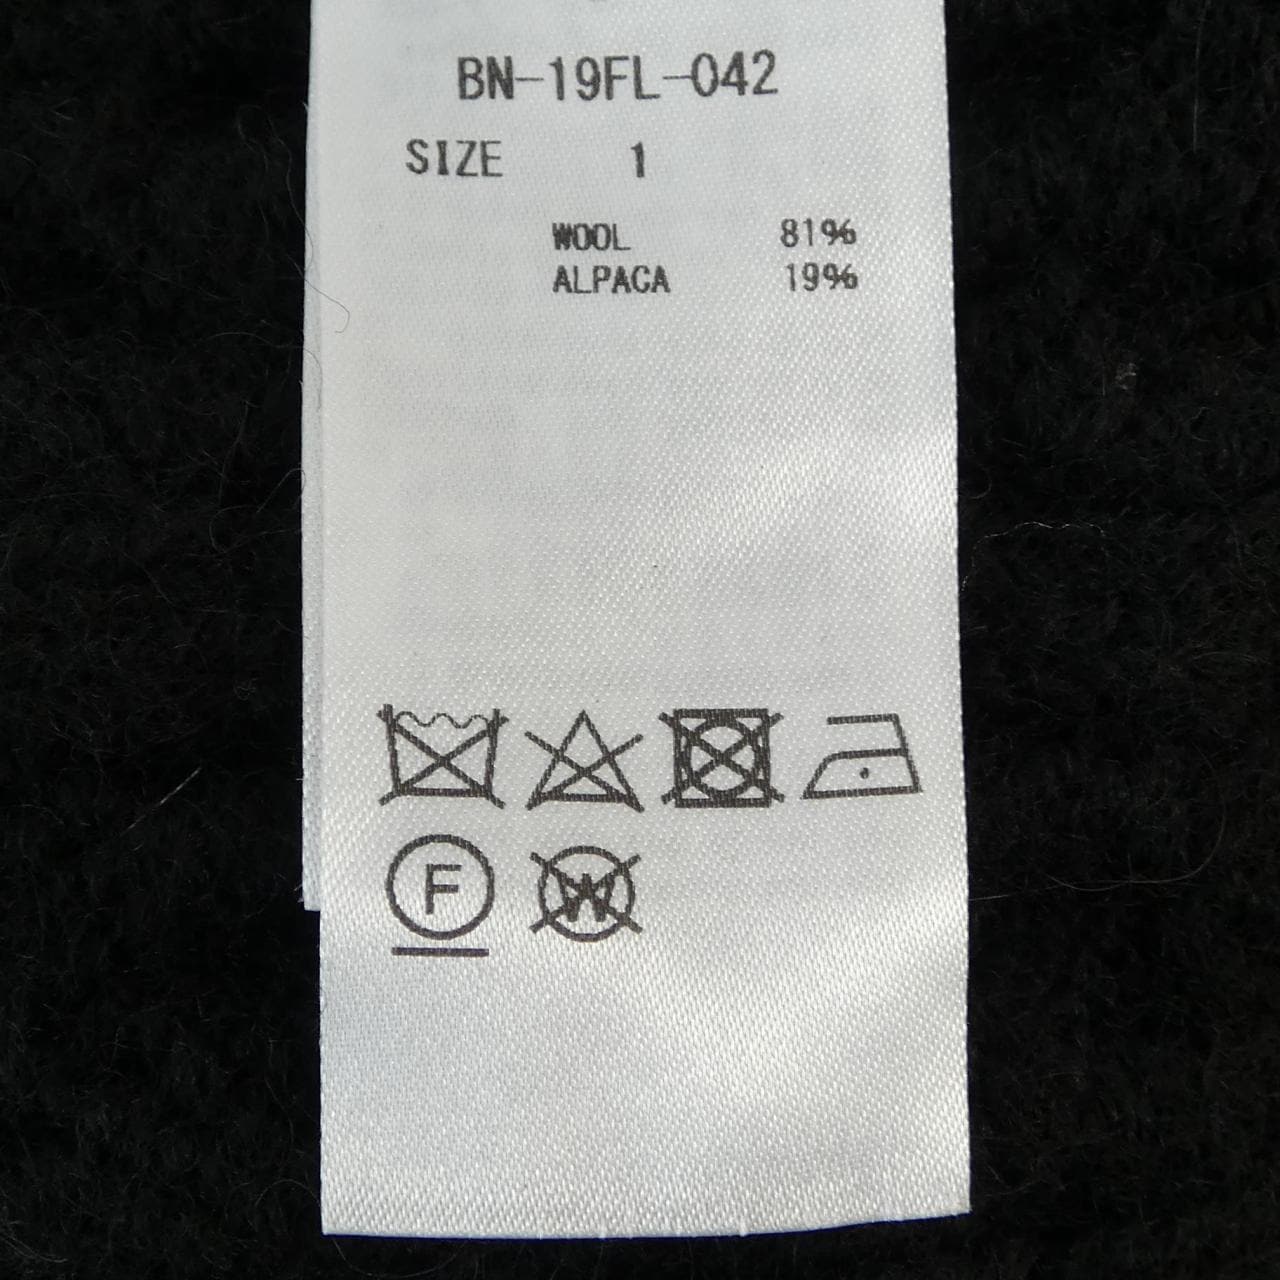 BN-19FL-042
SIZE 1
WOOL 81%
ALPACA 19%
F W